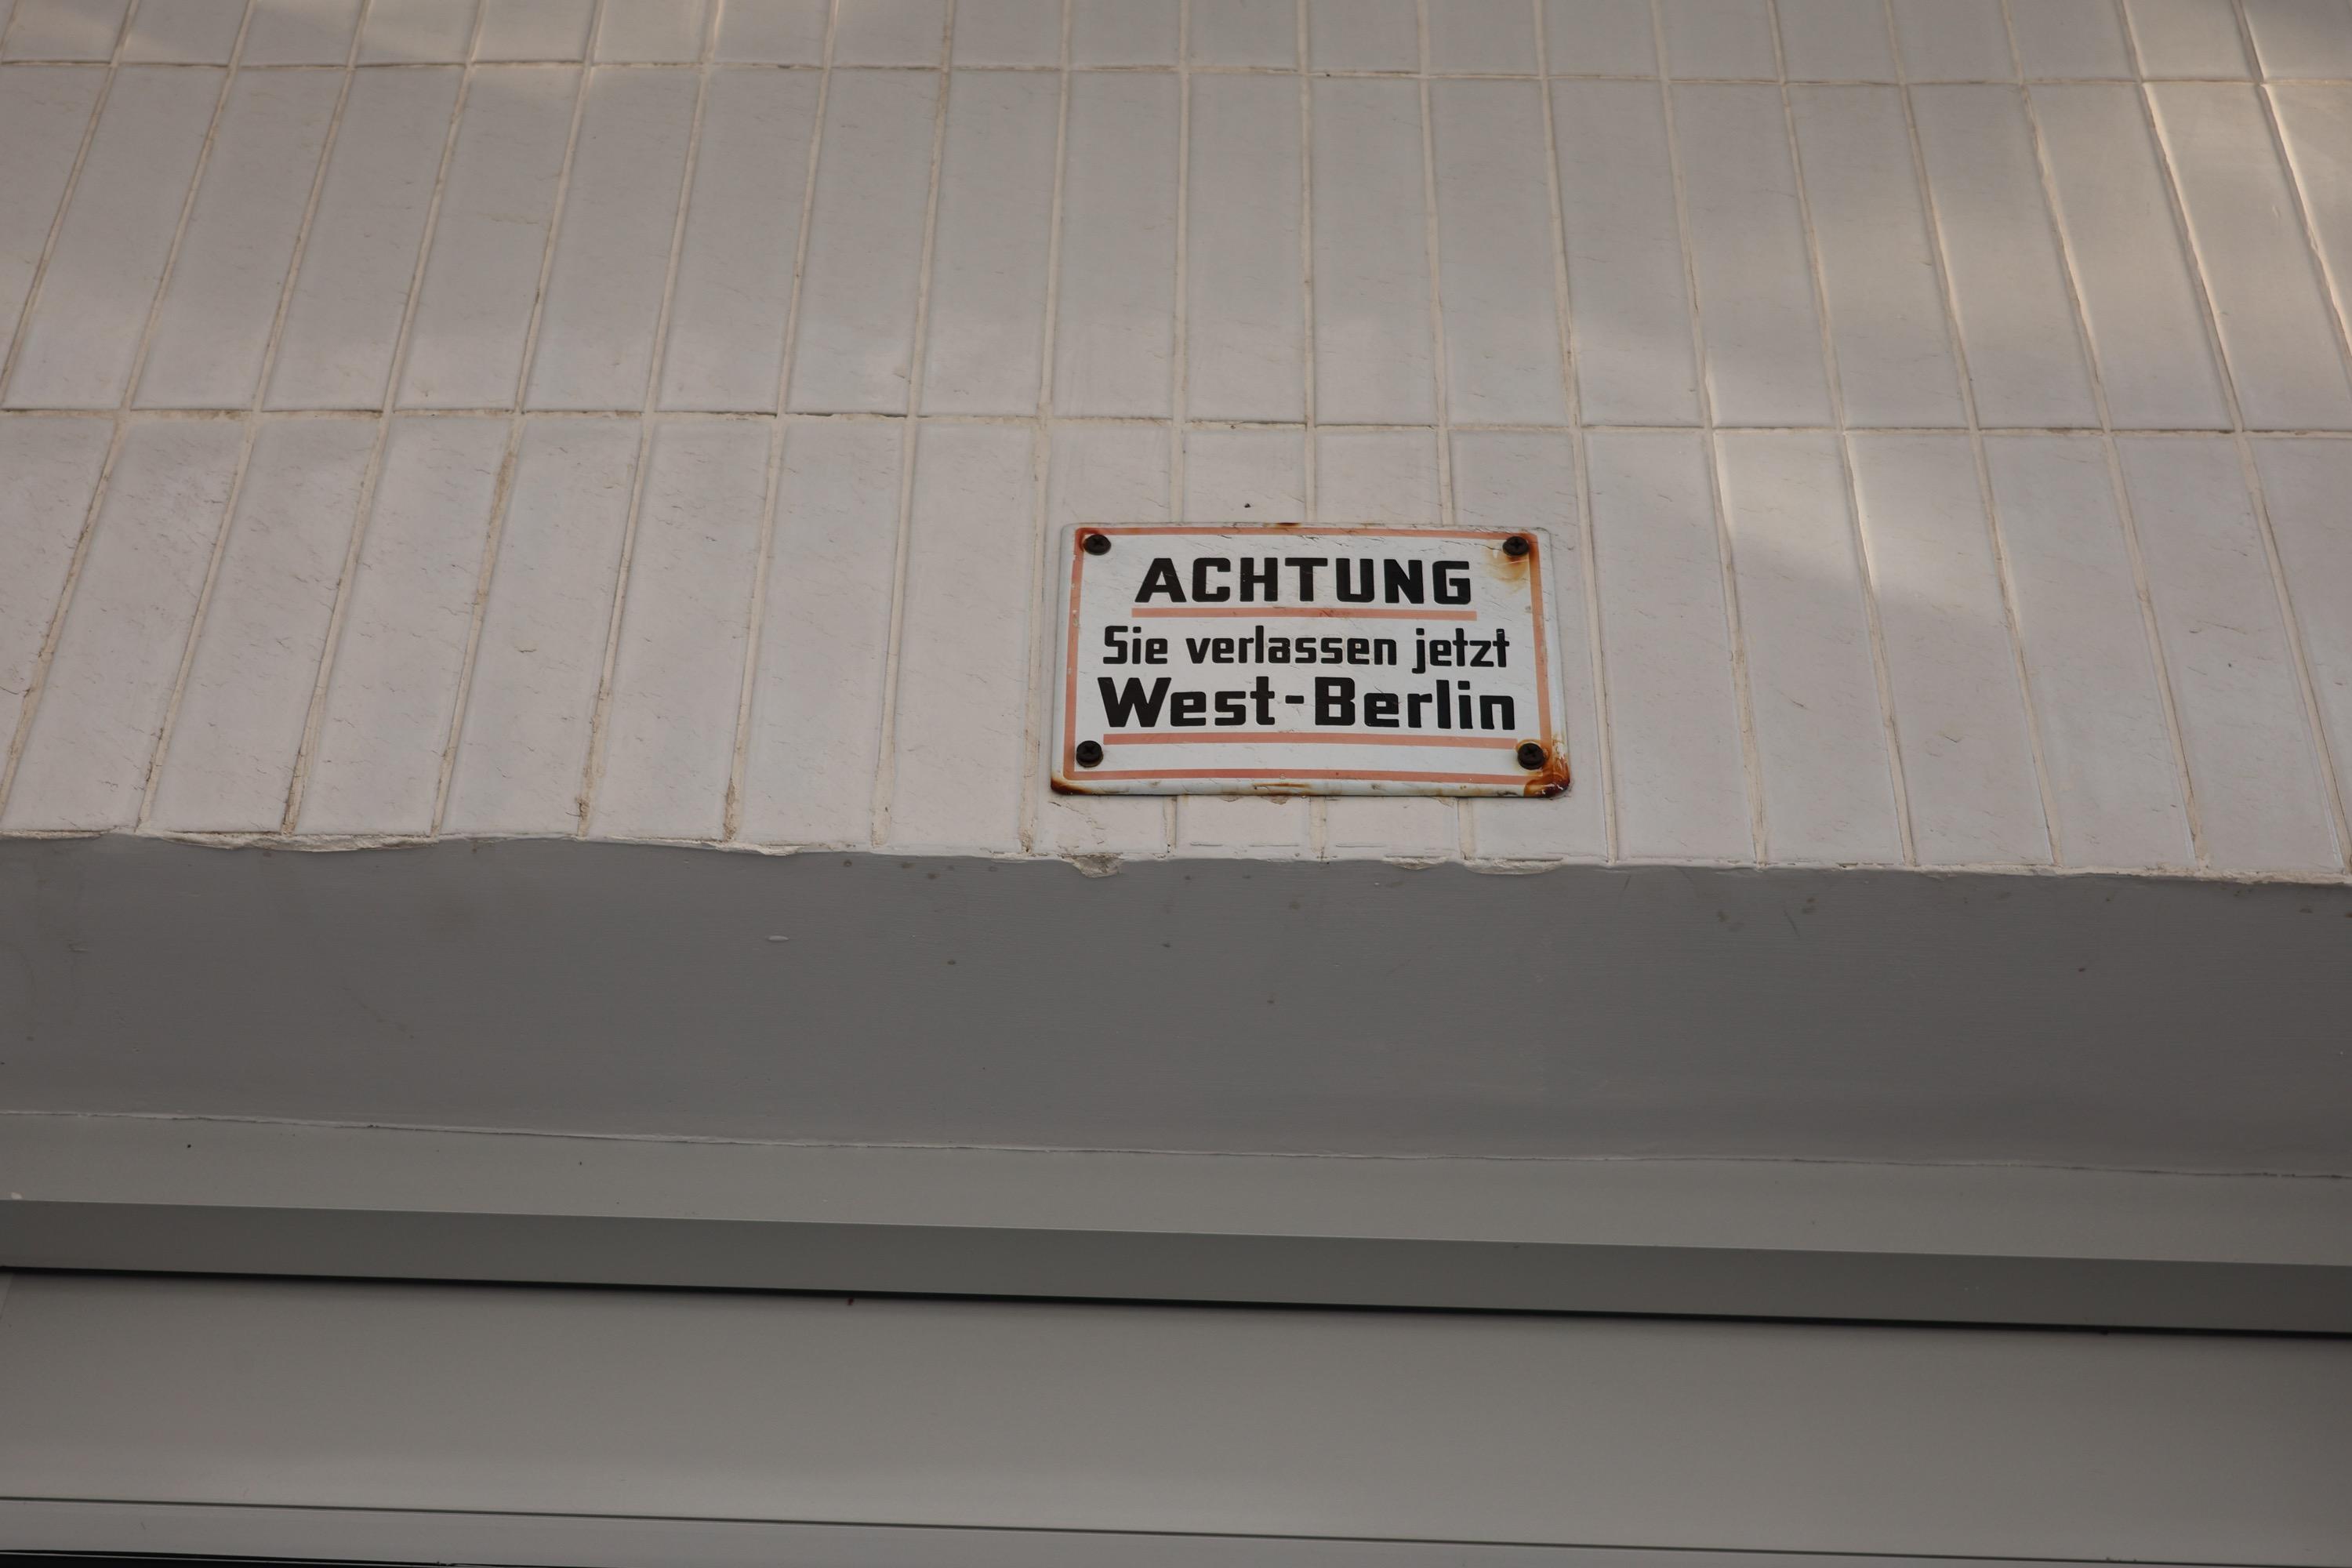 ACHTUNG
Sie verlassen jetzt
West-Berlin